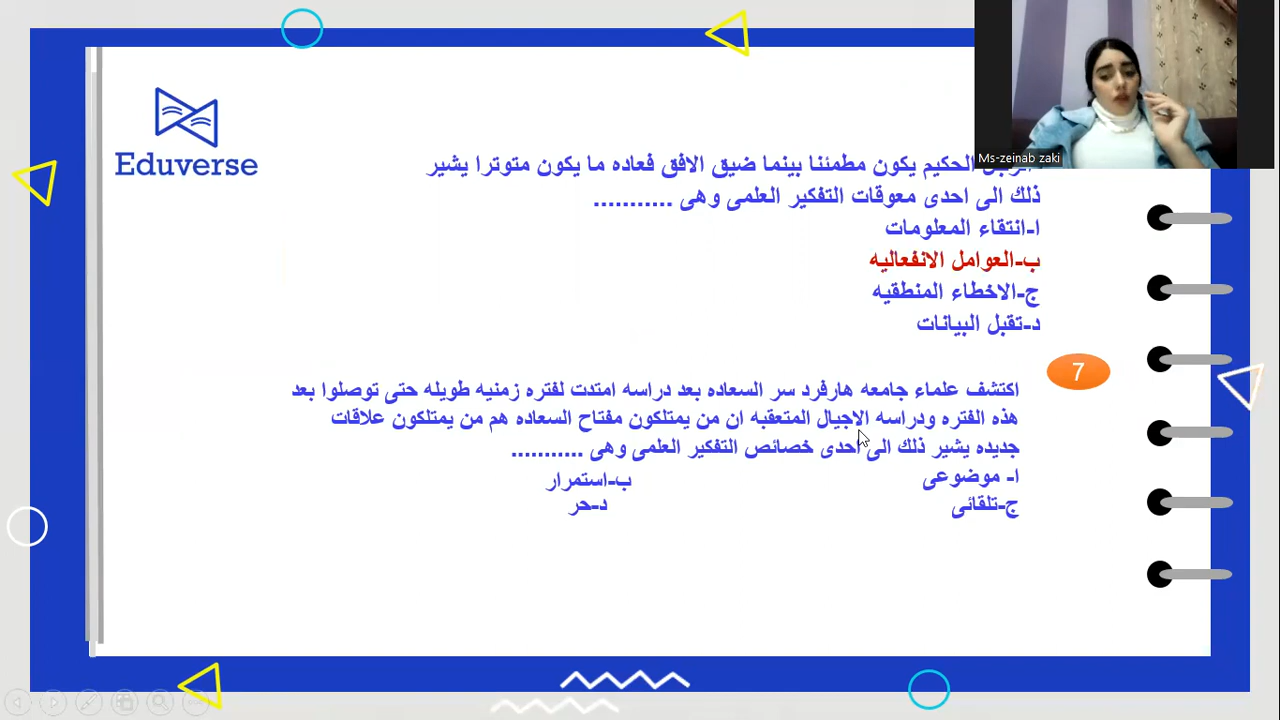 Ms-zeinab zaki
Eduverse
الحكيم يكون مطمئنا بينما ضيق الافق فعاده ما يكون متوترا يشير
ذلك الى احدى معوقات التفكير العلمى وهى ...........
ا-انتقاء المعلومات
ب-العوامل الانفعاليه
ج-الاخطاء المنطقيه
د-تقبل البيانات
7
اكتشف علماء جامعه هارفرد سر السعاده بعد دراسه امتدت لفتره زمنيه طويله حتى توصلوا بعد
هذه الفتره ودراسه الاجيال المتعقبه ان من يمتلكون مفتاح السعاده هم من يمتلكون علاقات
جديده يشير ذلك الى احدى خصائص التفكير العلمى وهى ...........
ا- موضوعى ب-استمرار
ج-تلقائى د-حر